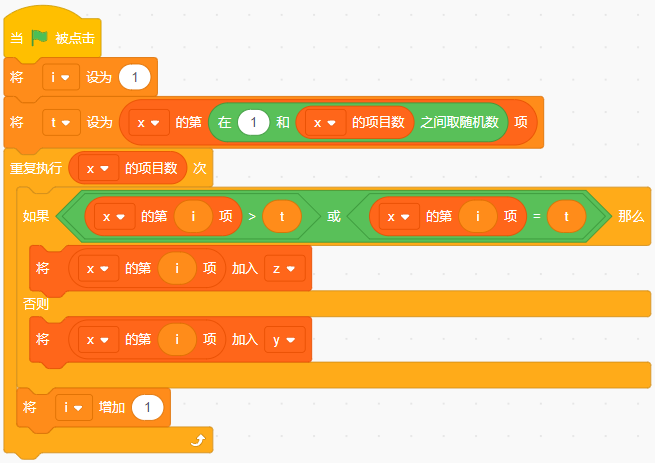 当 被点击
将 i 设为 1
将 t 设为 x 的第 在 1 和 x 的项目数 之间取随机数 项
重复执行 x 的项目数 次
如果 x 的第 i 项 > t 或 x 的第 i 项 = t 那么
将 x 的第 i 项 加入 z
否则
将 x 的第 i 项 加入 y
将 i 增加 1